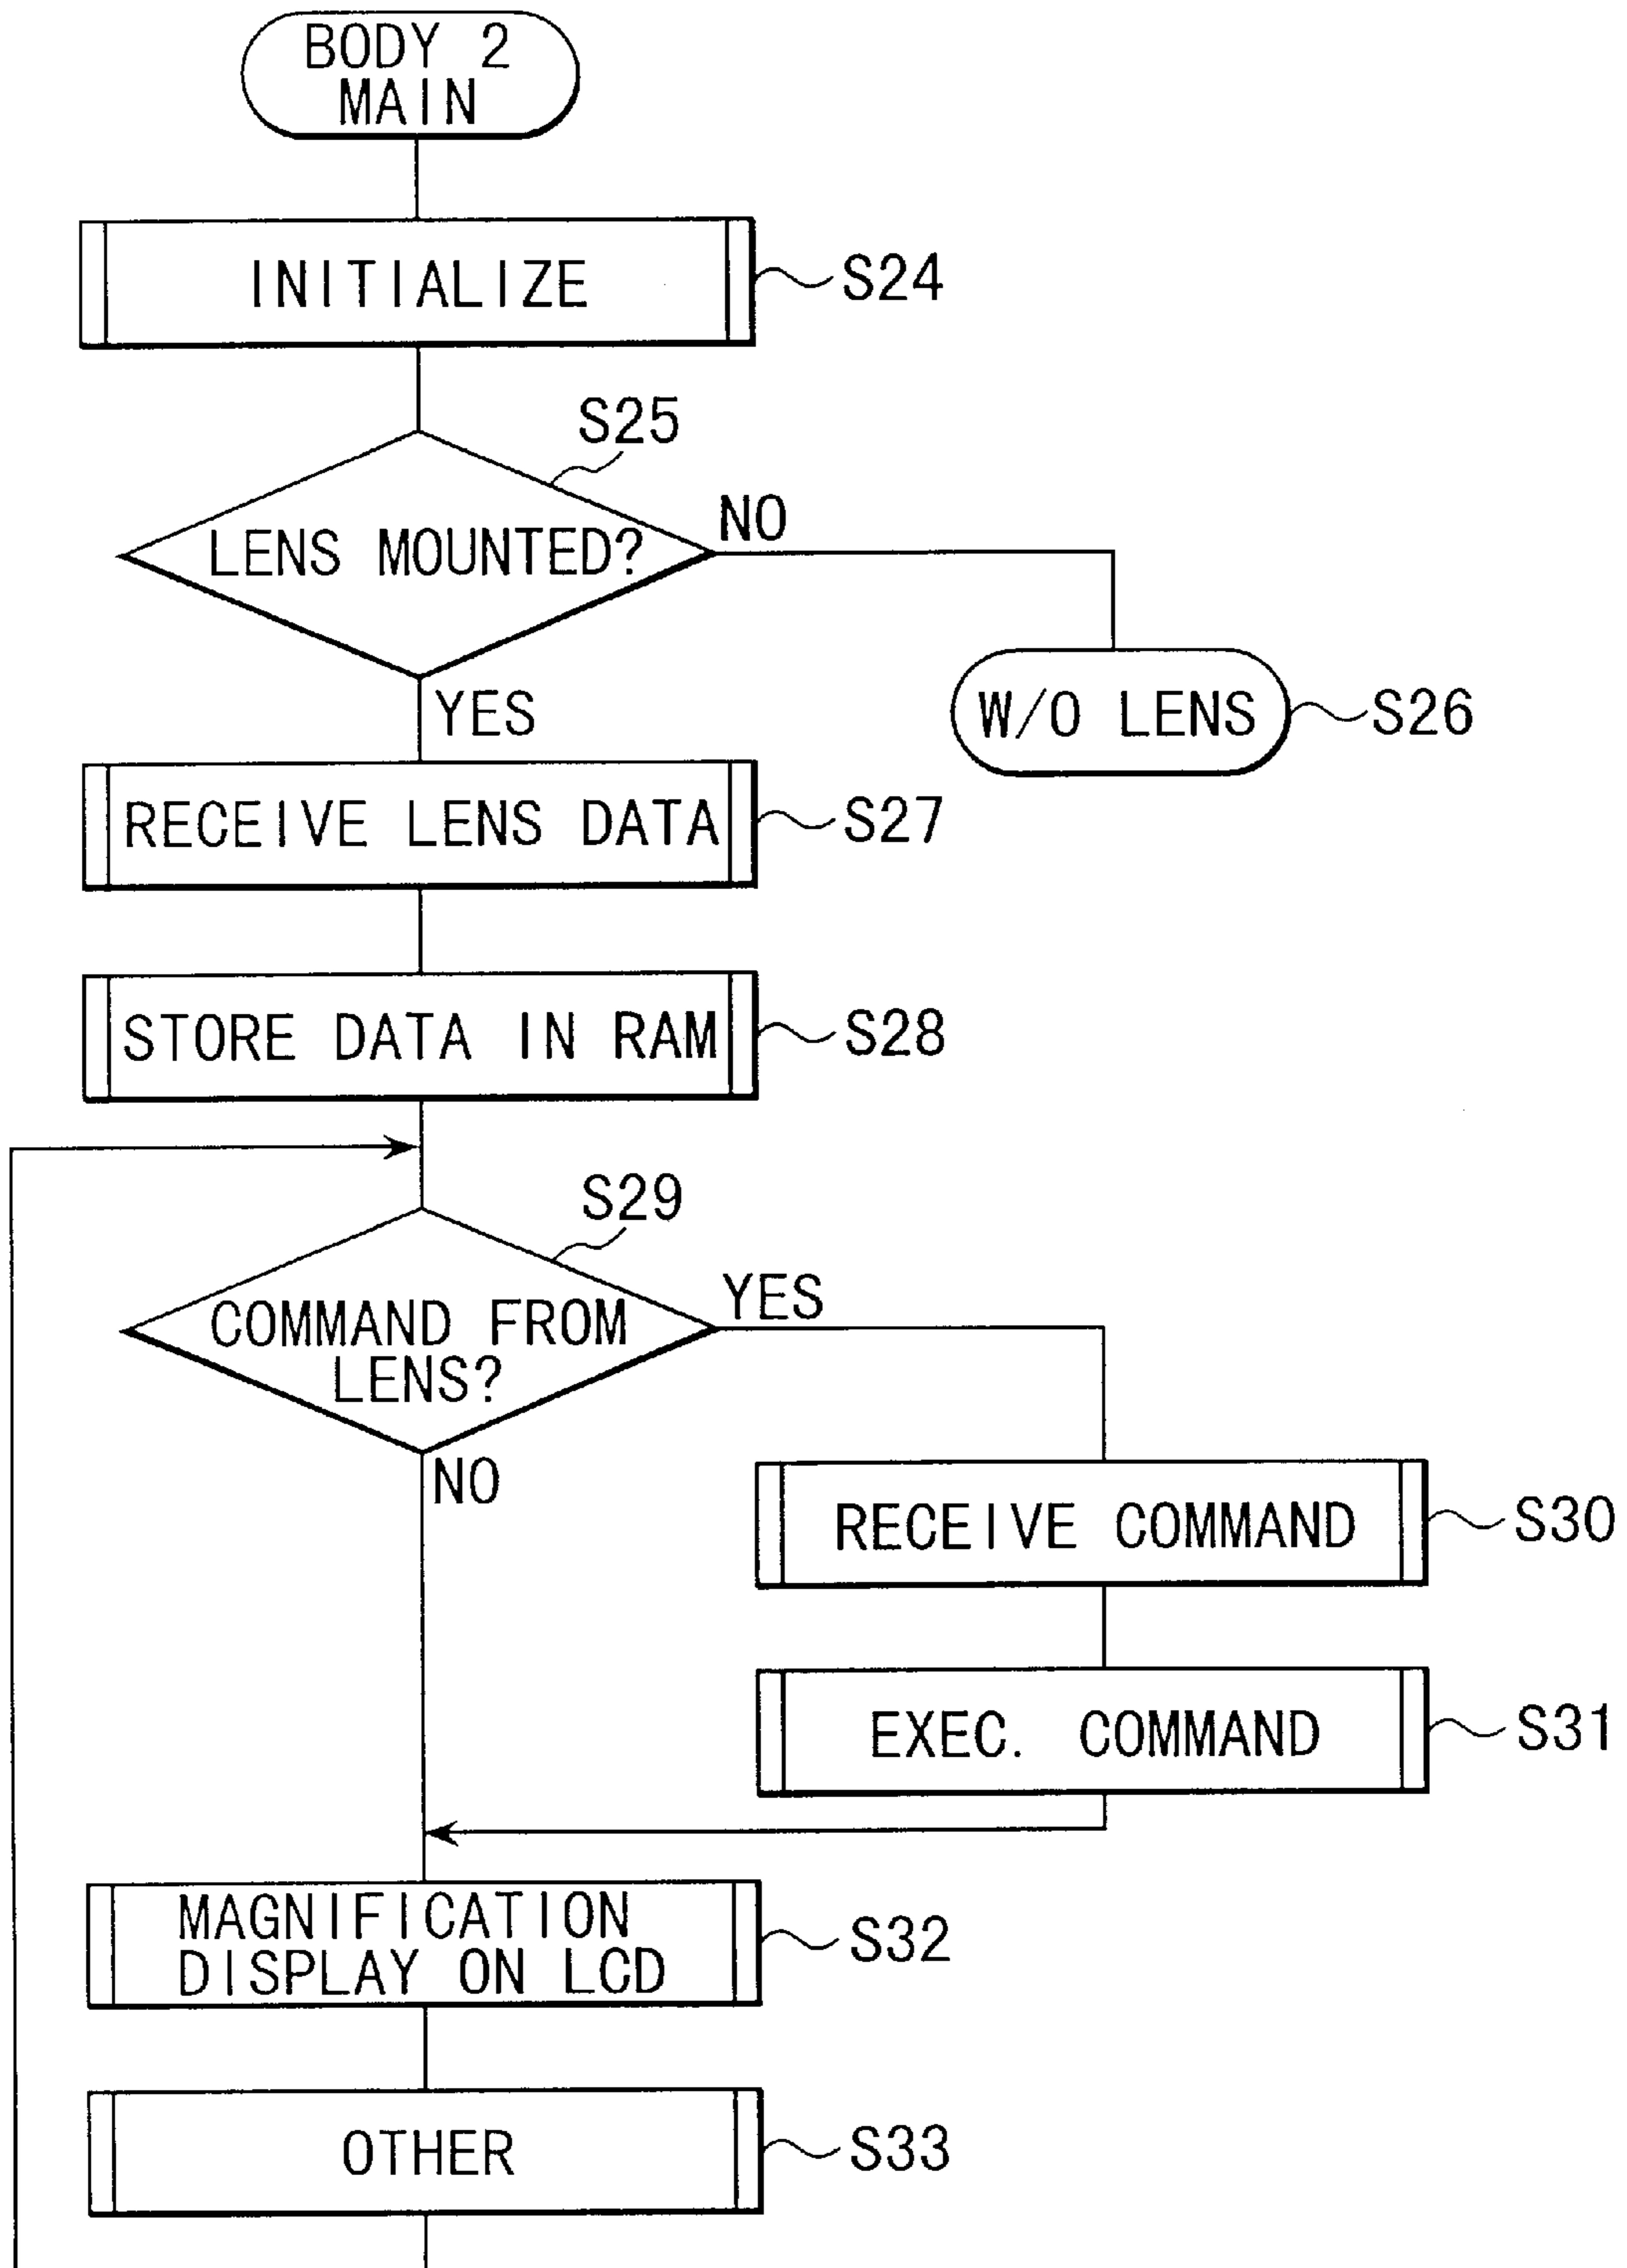 BODY 2
MAIN
INITIALIZE
S24
S25
LENS MOUNTED?
NO
YES
W/O LENS
S26
RECEIVE LENS DATA
S27
STORE DATA IN RAM
S28
S29
COMMAND FROM
LENS?
YES
NO
RECEIVE COMMAND
S30
EXEC. COMMAND
S31
MAGNIFICATION
DISPLAY ON LCD
S32
OTHER
S33